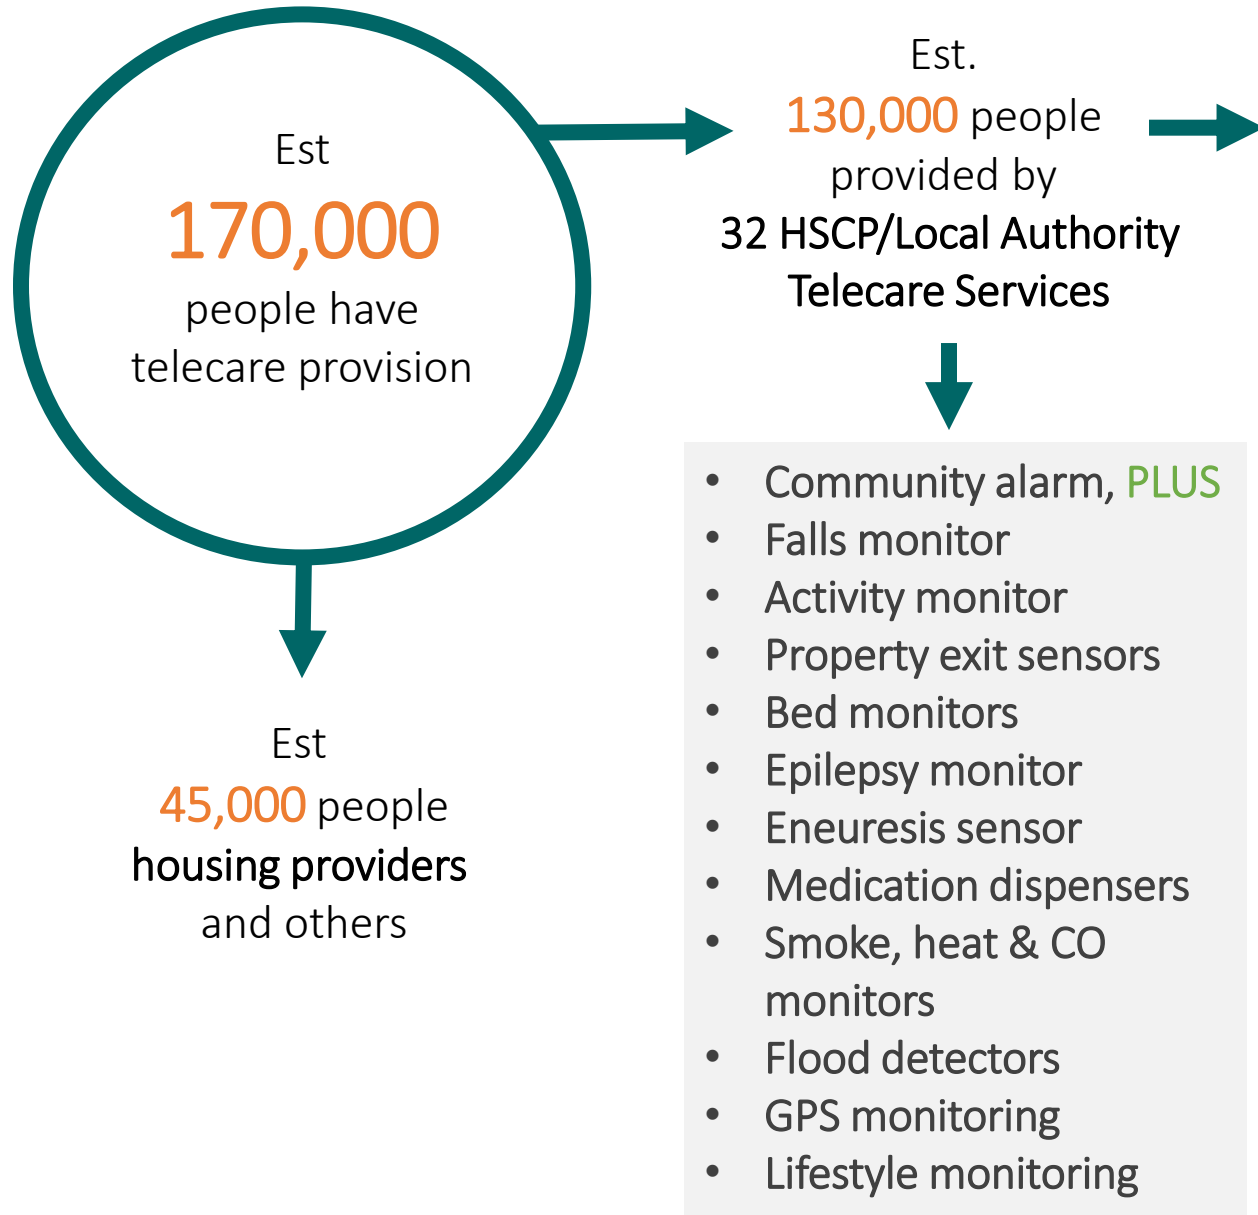 Est
170,000
people have
telecare provision
Est.
130,000 people
provided by
32 HSCP/Local Authority
Telecare Services
Est
45,000 people
housing providers
and others
• Community alarm, PLUS
• Falls monitor
• Activity monitor
• Property exit sensors
• Bed monitors
• Epilepsy monitor
• Eneuresis sensor
• Medication dispensers
• Smoke, heat & CO
monitors
• Flood detectors
• GPS monitoring
• Lifestyle monitoring